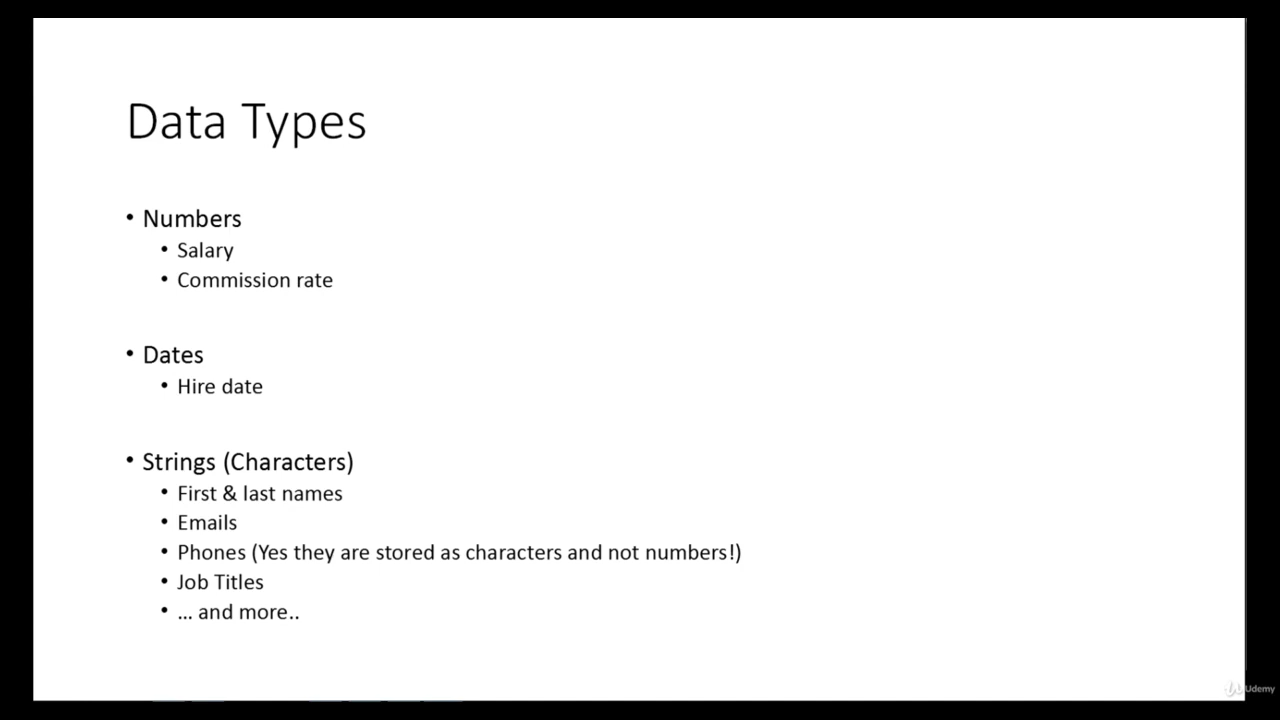 Data Types
• Numbers
• Salary
• Commission rate
• Dates
• Hire date
• Strings (Characters)
• First & last names
• Emails
• Phones (Yes they are stored as characters and not numbers!)
• Job Titles
• ... and more..
Udemy